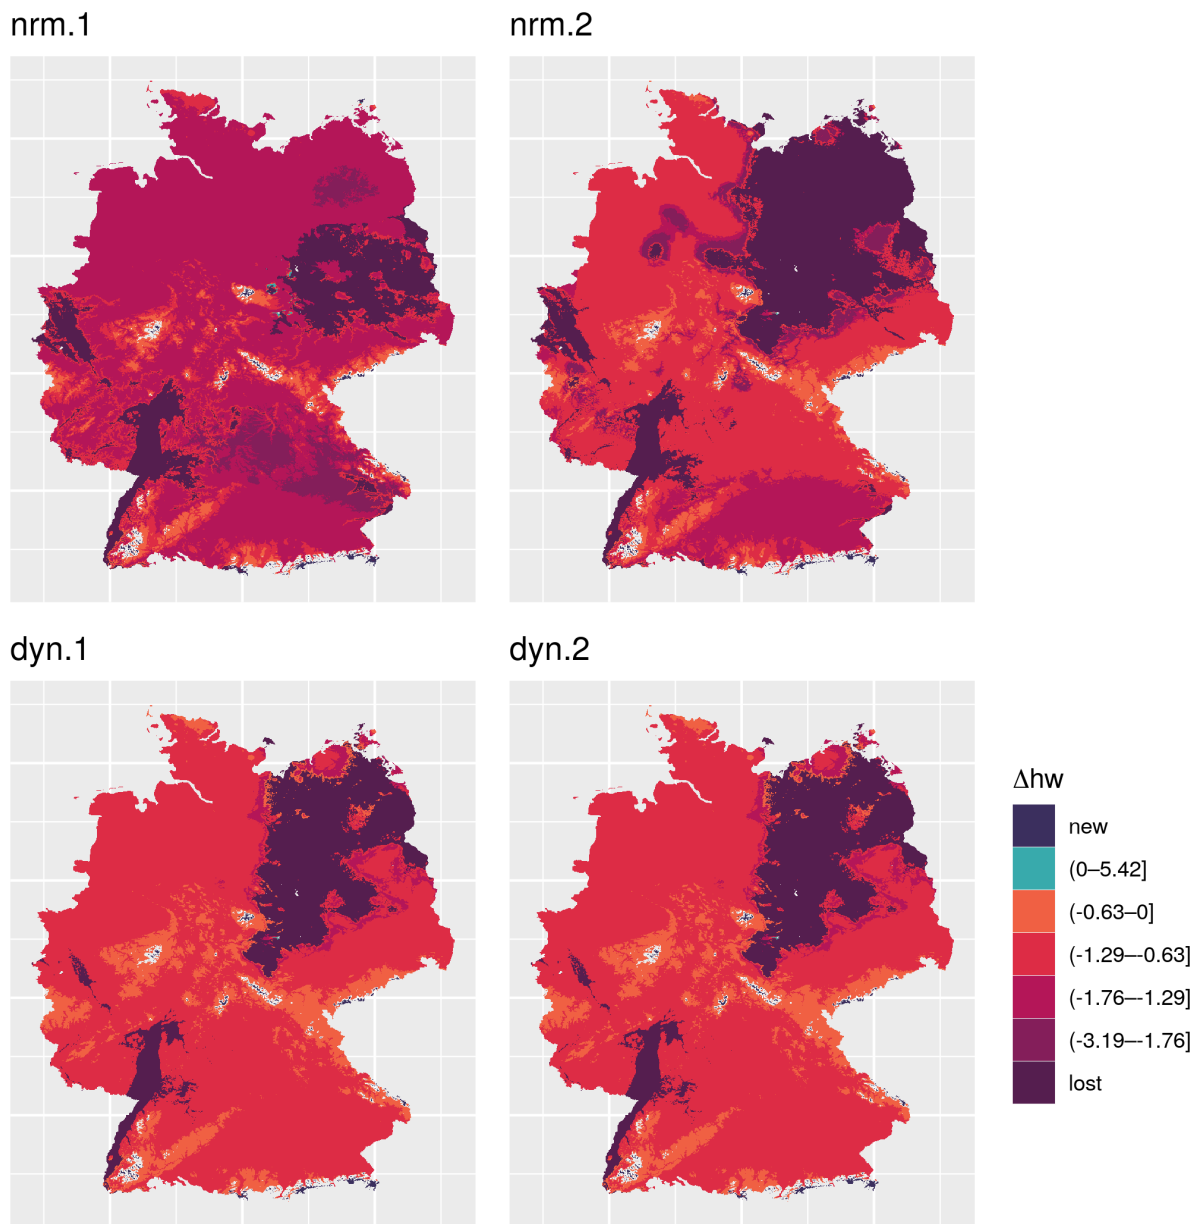 nrm.1
nrm.2
dyn.1
dyn.2
Δhw
new
(0–5.42]
(-0.63–0]
(-1.29–-0.63]
(-1.76–-1.29]
(-3.19–-1.76]
lost